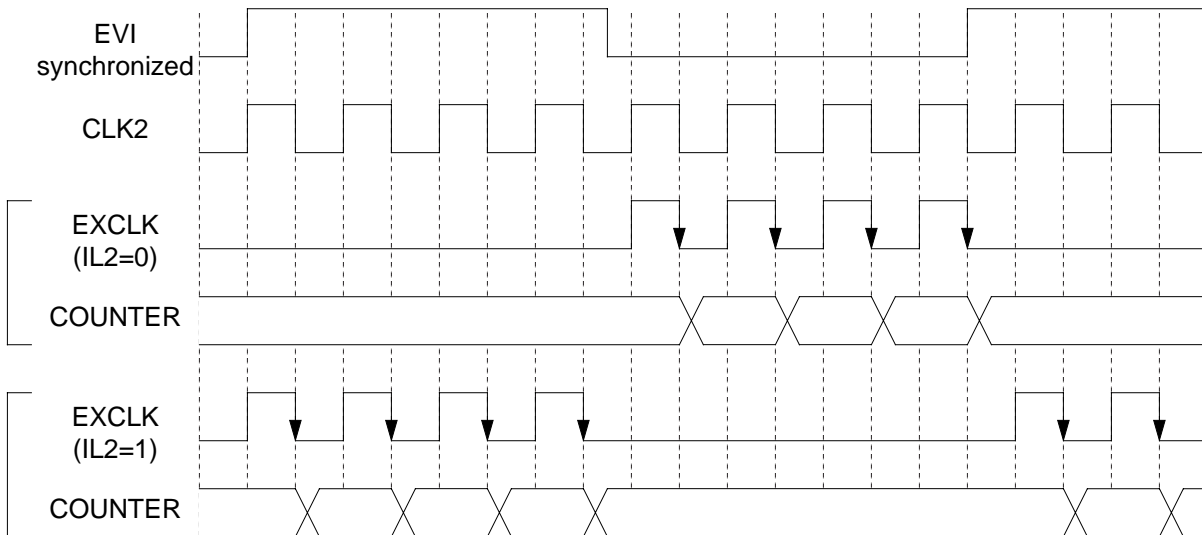 EVI
synchronized
CLK2
EXCLK
(IL2=0)
COUNTER
EXCLK
(IL2=1)
COUNTER